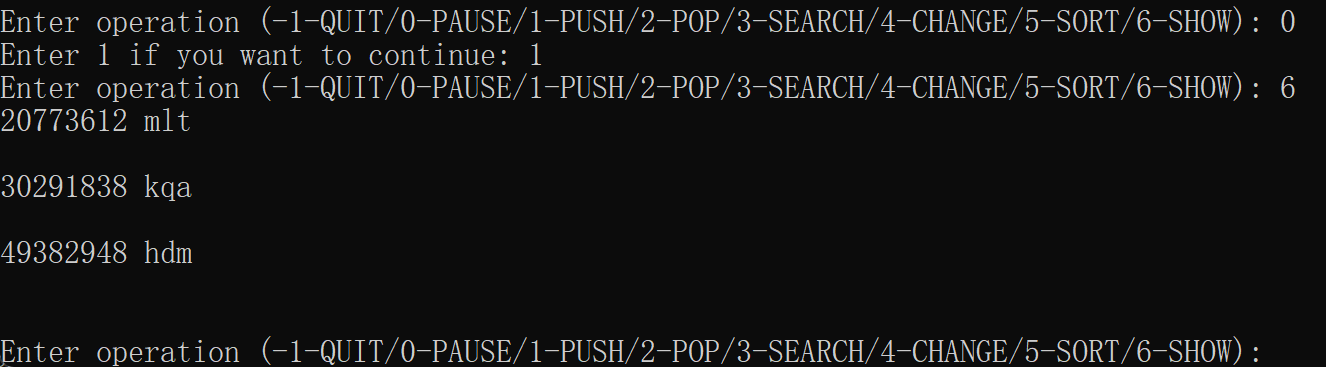 Enter operation (-1-QUIT/0-PAUSE/1-PUSH/2-POP/3-SEARCH/4-CHANGE/5-SORT/6-SHOW): 0
Enter 1 if you want to continue: 1
Enter operation (-1-QUIT/0-PAUSE/1-PUSH/2-POP/3-SEARCH/4-CHANGE/5-SORT/6-SHOW): 6
20773612 mlt
30291838 kqa
49382948 hdm
Enter operation (-1-QUIT/0-PAUSE/1-PUSH/2-POP/3-SEARCH/4-CHANGE/5-SORT/6-SHOW):